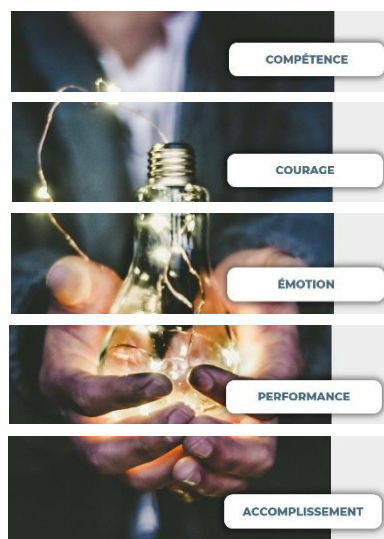 COMPÉTENCE
COURAGE
ÉMOTION
PERFORMANCE
ACCOMPLISSEMENT